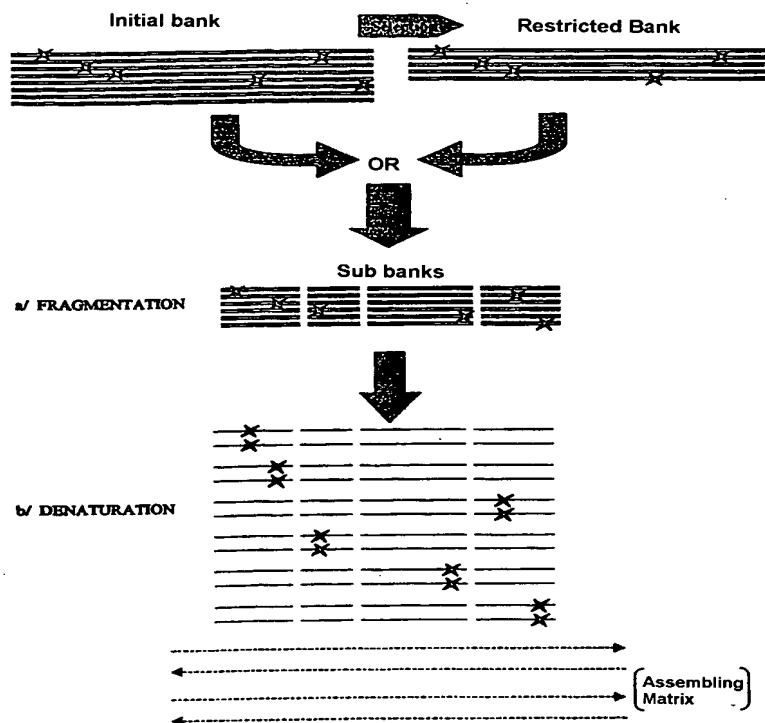 Initial bank
Restricted Bank
OR
Sub banks
a/ FRAGMENTATION
b/ DENATURATION
Assembling
Matrix